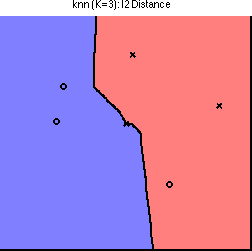 knn (K=3): l2 Distance